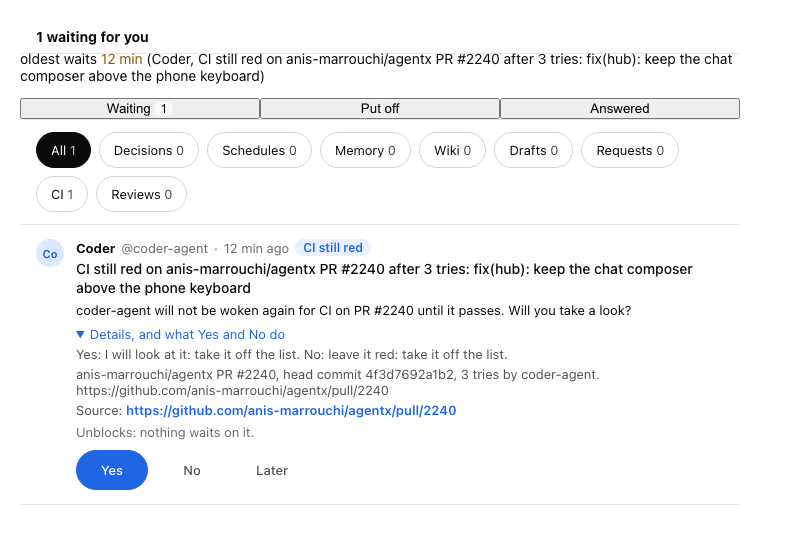 1 waiting for you
oldest waits 12 min (Coder, CI still red on anis-marrouchi/agentx PR #2240 after 3 tries: fix(hub): keep the chat
composer above the phone keyboard)
Waiting 1 Put off Answered
All 1 Decisions 0 Schedules 0 Memory 0 Wiki 0 Drafts 0 Requests 0
CI 1 Reviews 0
Co Coder @coder-agent · 12 min ago CI still red
CI still red on anis-marrouchi/agentx PR #2240 after 3 tries: fix(hub): keep the chat composer
above the phone keyboard
coder-agent will not be woken again for CI on PR #2240 until it passes. Will you take a look?
▼ Details, and what Yes and No do
Yes: I will look at it: take it off the list. No: leave it red: take it off the list.
anis-marrouchi/agentx PR #2240, head commit 4f3d7692a1b2, 3 tries by coder-agent.
https://github.com/anis-marrouchi/agentx/pull/2240
Source: https://github.com/anis-marrouchi/agentx/pull/2240
Unblocks: nothing waits on it.
Yes No Later